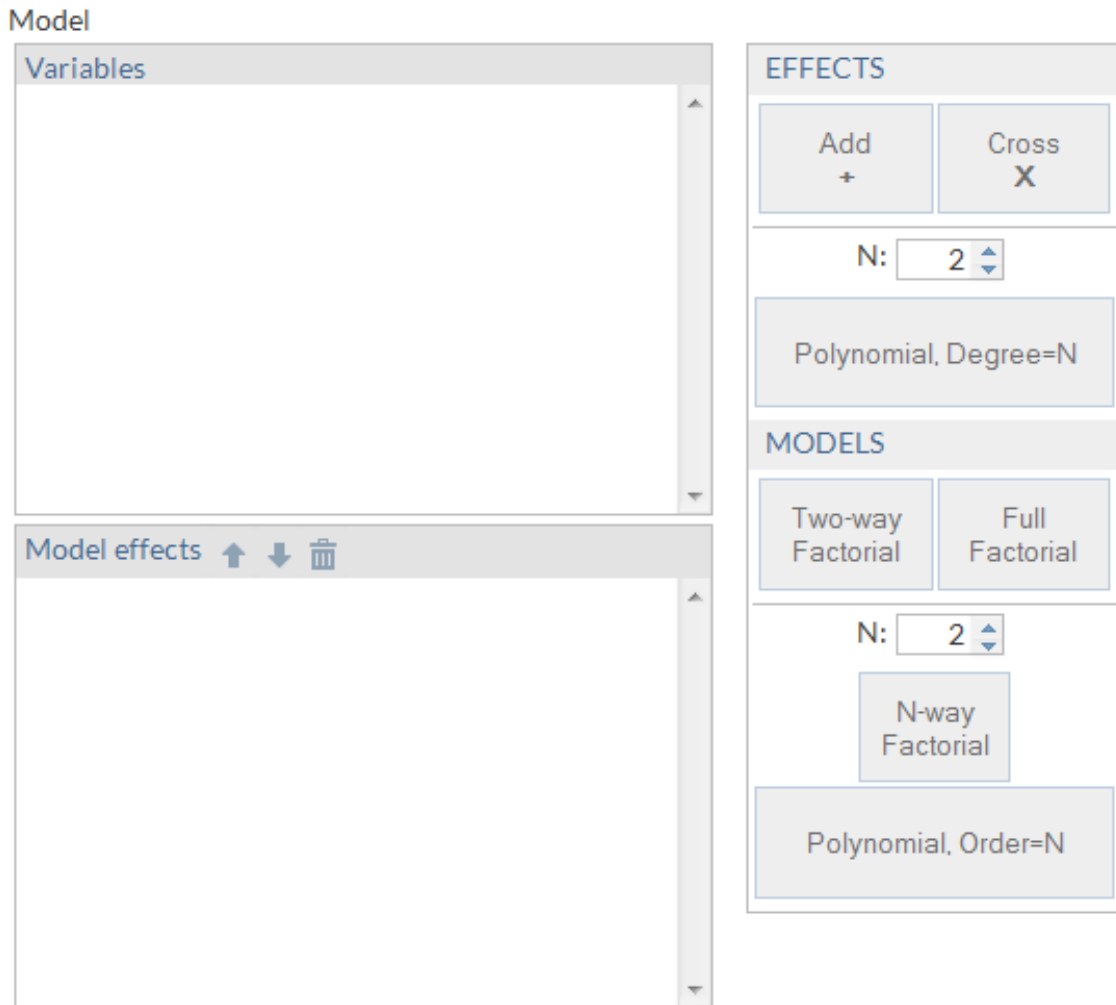 Model
Variables
Model effects
EFFECTS
Add
+
Cross
X
N: 2
Polynomial, Degree=N
MODELS
Two-way
Factorial
Full
Factorial
N: 2
N-way
Factorial
Polynomial, Order=N